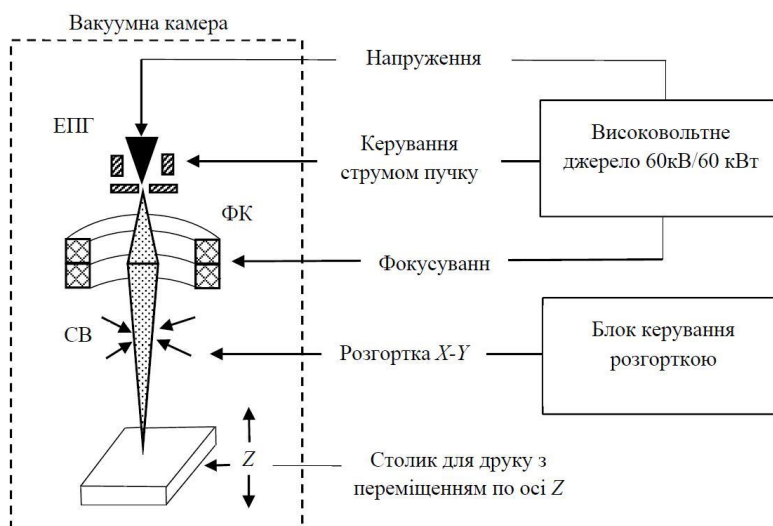 Вакуумна камера
Напруження
ЕПГ
Високовольтне
джерело 60кВ/60 кВт
Керування
струмом пучку
ФК
Фокусуванн
СВ
Розгортка X-Y
Блок керування
розгорткою
Z
Столик для друку з
переміщенням по осі Z